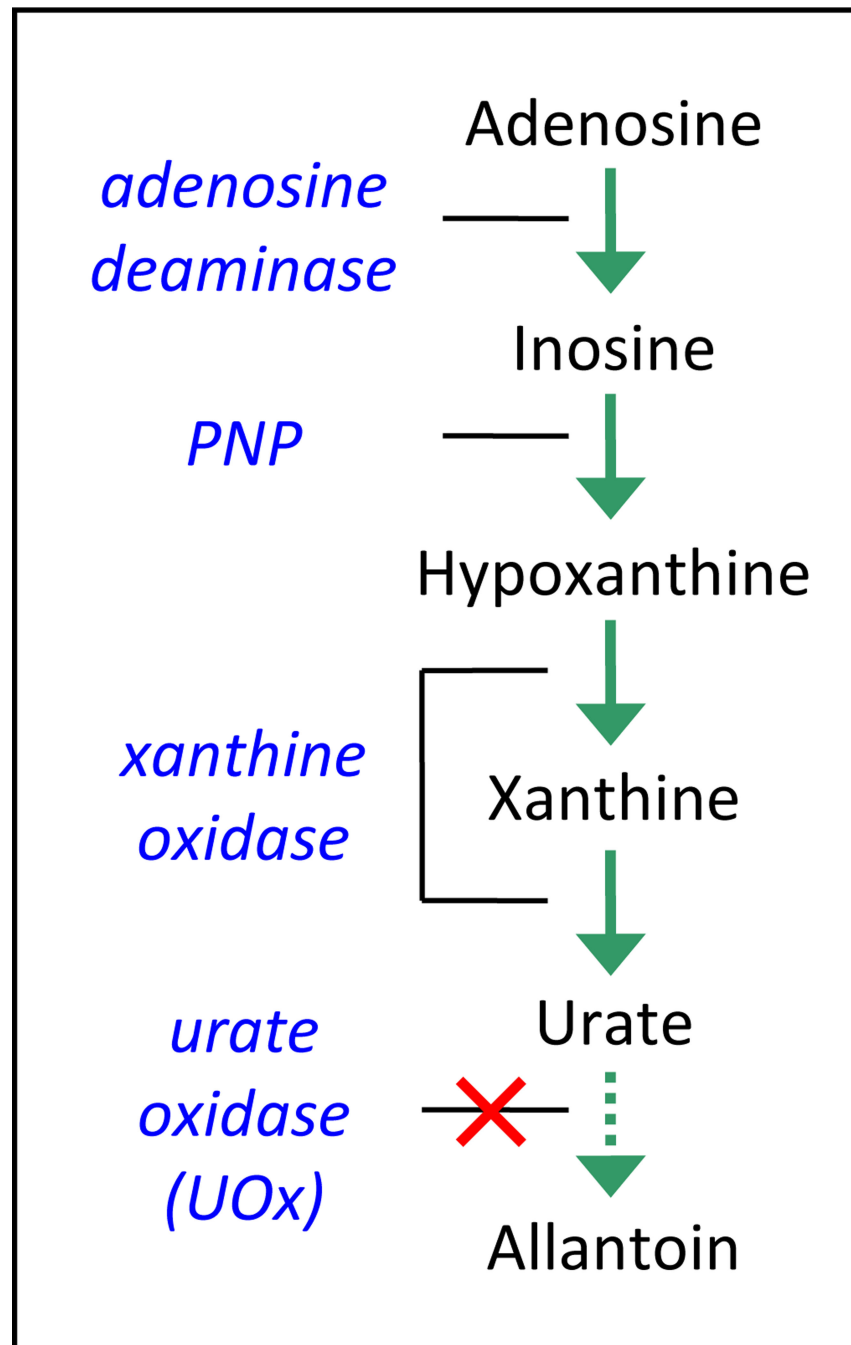 Adenosine
adenosine
deaminase
Inosine
PNP
Hypoxanthine
xanthine
oxidase
Xanthine
Urate
urate
oxidase
(UOx)
Allantoin